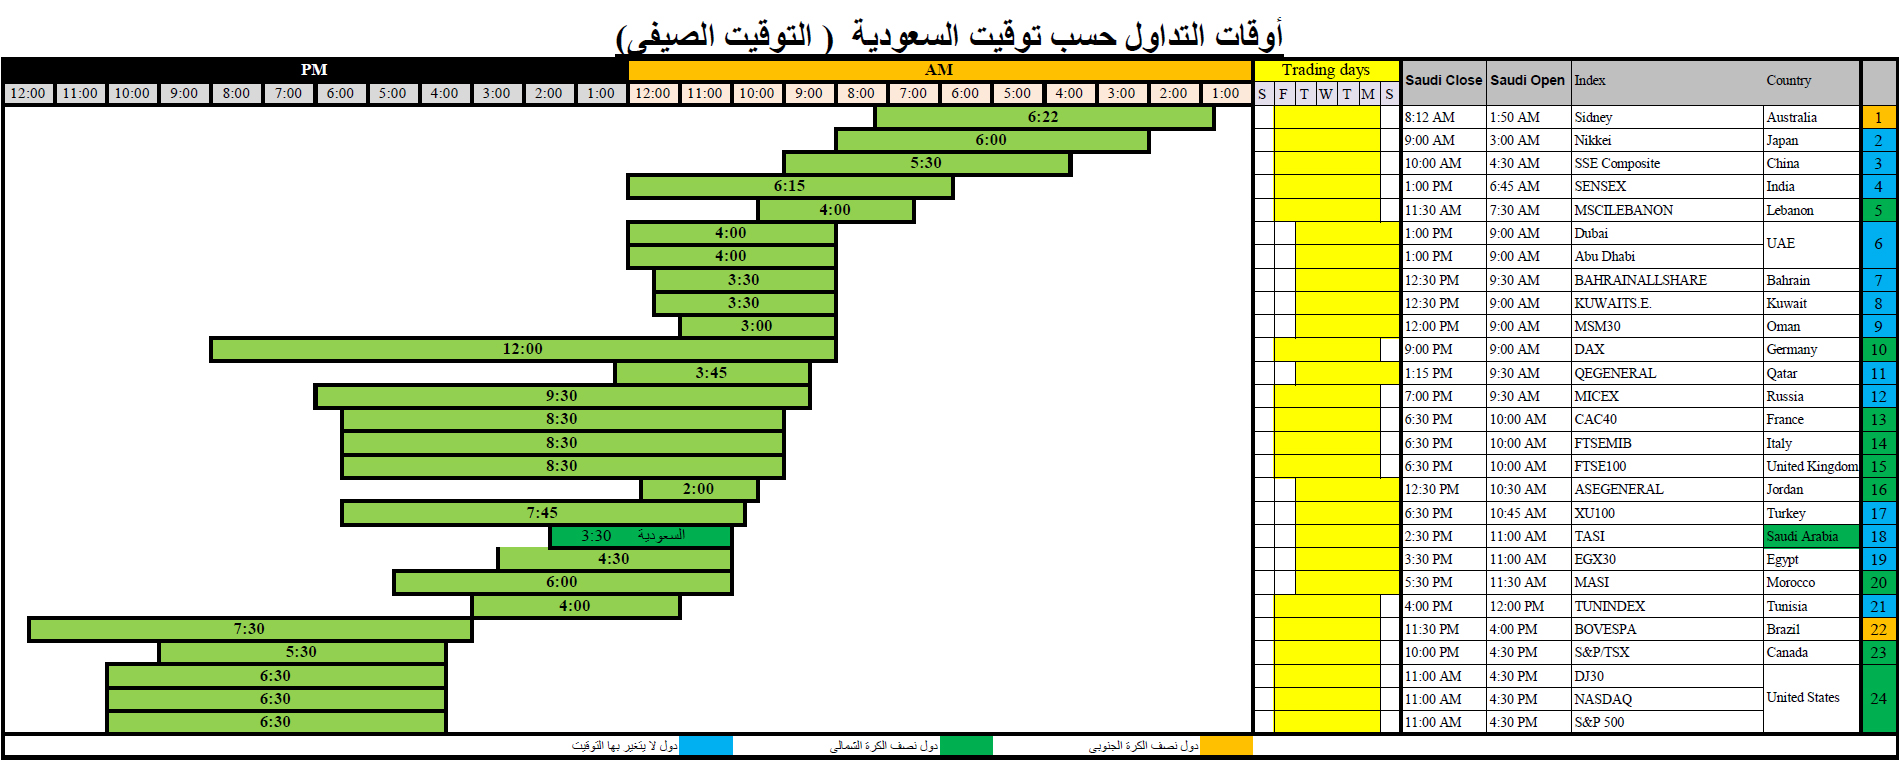 أوقات التداول حسب توقيت السعودية ( التوقيت الصيفي)
PM AM Trading days Saudi Close Saudi Open Index Country
12:00 11:00 10:00 9:00 8:00 7:00 6:00 5:00 4:00 3:00 2:00 1:00 12:00 11:00 10:00 9:00 8:00 7:00 6:00 5:00 4:00 3:00 2:00 1:00 S F T W T M S
6:22 8:12 AM 1:50 AM Sidney Australia 1
6:00 9:00 AM 3:00 AM Nikkei Japan 2
5:30 10:00 AM 4:30 AM SSE Composite China 3
6:15 1:00 PM 6:45 AM SENSEX India 4
4:00 11:30 AM 7:30 AM MSCILEBANON Lebanon 5
4:00 1:00 PM 9:00 AM Dubai UAE 6
4:00 1:00 PM 9:00 AM Abu Dhabi
3:30 12:30 PM 9:30 AM BAHRAINALLSHARE Bahrain 7
3:30 12:30 PM 9:00 AM KUWAITS.E. Kuwait 8
3:00 12:00 PM 9:00 AM MSM30 Oman 9
12:00 9:00 PM 9:00 AM DAX Germany 10
3:45 1:15 PM 9:30 AM QEGENERAL Qatar 11
9:30 7:00 PM 9:30 AM MICEX Russia 12
8:30 6:30 PM 10:00 AM CAC40 France 13
8:30 6:30 PM 10:00 AM FTSEMIB Italy 14
8:30 6:30 PM 10:00 AM FTSE100 United Kingdom 15
2:00 12:30 PM 10:30 AM ASEGENERAL Jordan 16
7:45 6:30 PM 10:45 AM XU100 Turkey 17
3:30 السعودية 2:30 PM 11:00 AM TASI Saudi Arabia 18
4:30 3:30 PM 11:00 AM EGX30 Egypt 19
6:00 5:30 PM 11:30 AM MASI Morocco 20
4:00 4:00 PM 12:00 PM TUNINDEX Tunisia 21
7:30 11:30 PM 4:00 PM BOVESPA Brazil 22
5:30 10:00 PM 4:30 PM S&P/TSX Canada 23
6:30 11:00 AM 4:30 PM DJ30 United States 24
6:30 11:00 AM 4:30 PM NASDAQ
6:30 11:00 AM 4:30 PM S&P 500
دول نصف الكرة الجنوبي دول نصف الكرة الشمالي دول لا يتغير بها التوقيت